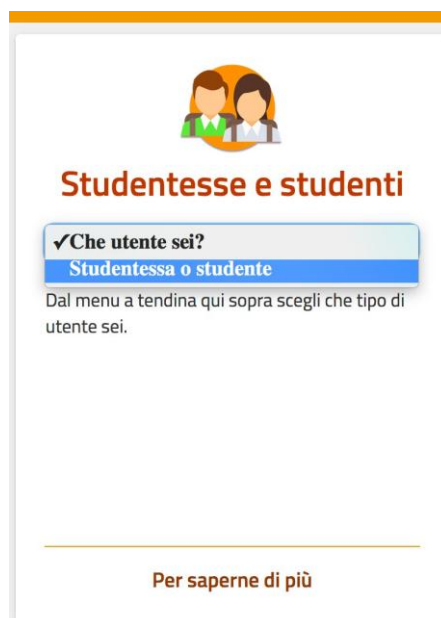 Studentesse e studenti
✓Che utente sei?
Studentessa o studente
Dal menu a tendina qui sopra scegli che tipo di
utente sei.
Per saperne di più